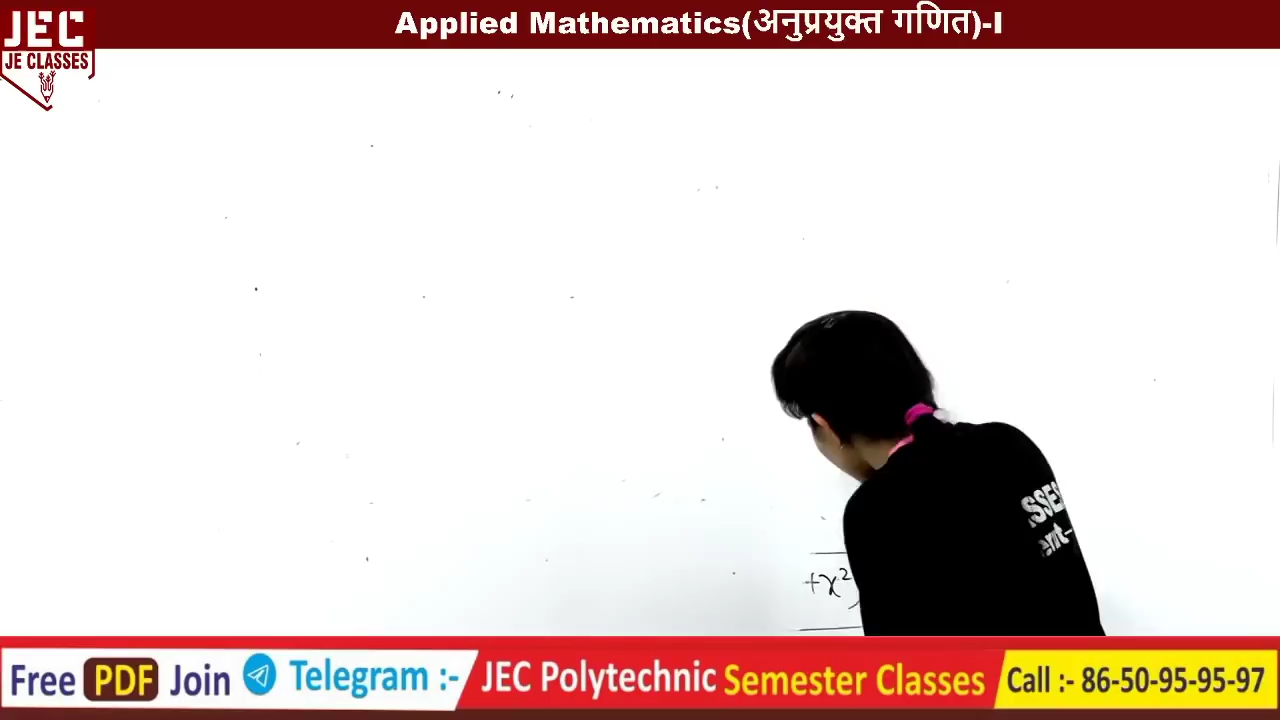 Applied Mathematics(अनुप्रयुक्त गणित)-I
JEC
JE CLASSES
+x²
Free PDF Join Telegram :- JEC Polytechnic Semester Classes Call :- 86-50-95-95-97